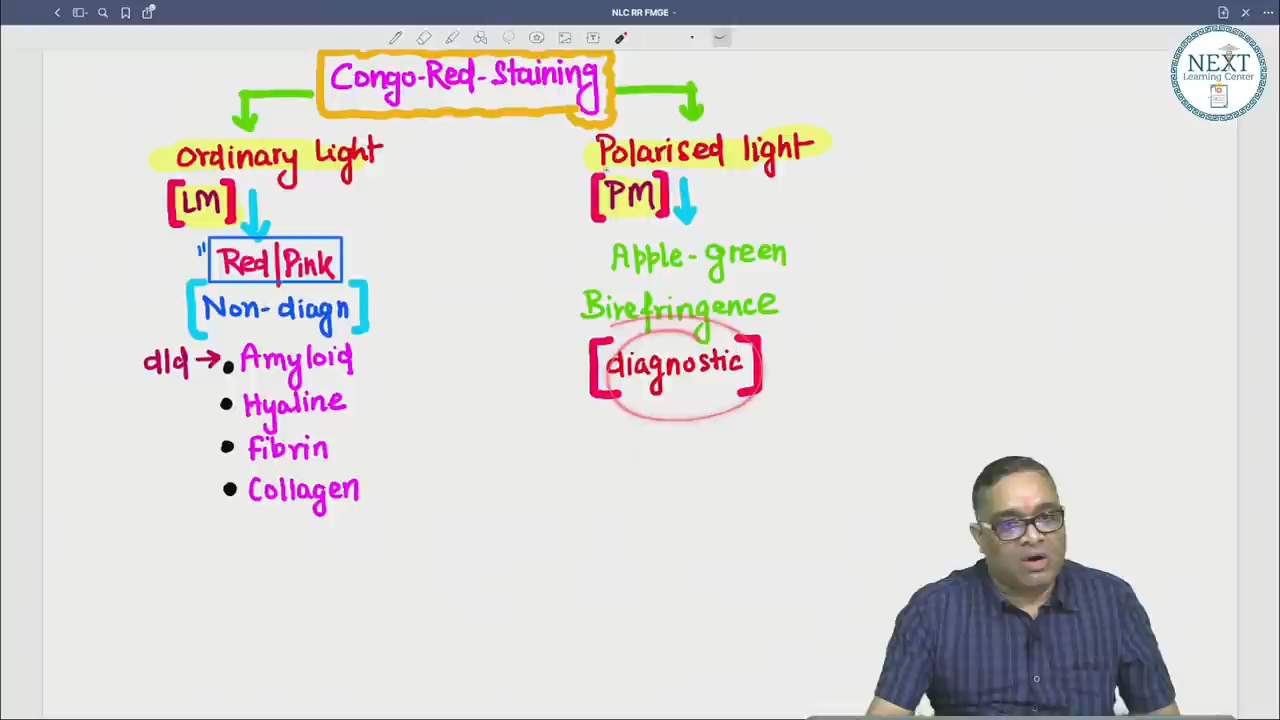 NLC RR FMGE
NEXT
Learning Center
Congo-Red-Staining
Ordinary Light
[LM]
"Red|Pink
[Non-diagn]
d/d → • Amyloid
• Hyaline
• Fibrin
• Collagen
Polarised light
[PM]
Apple-green
Birefringence
[diagnostic]